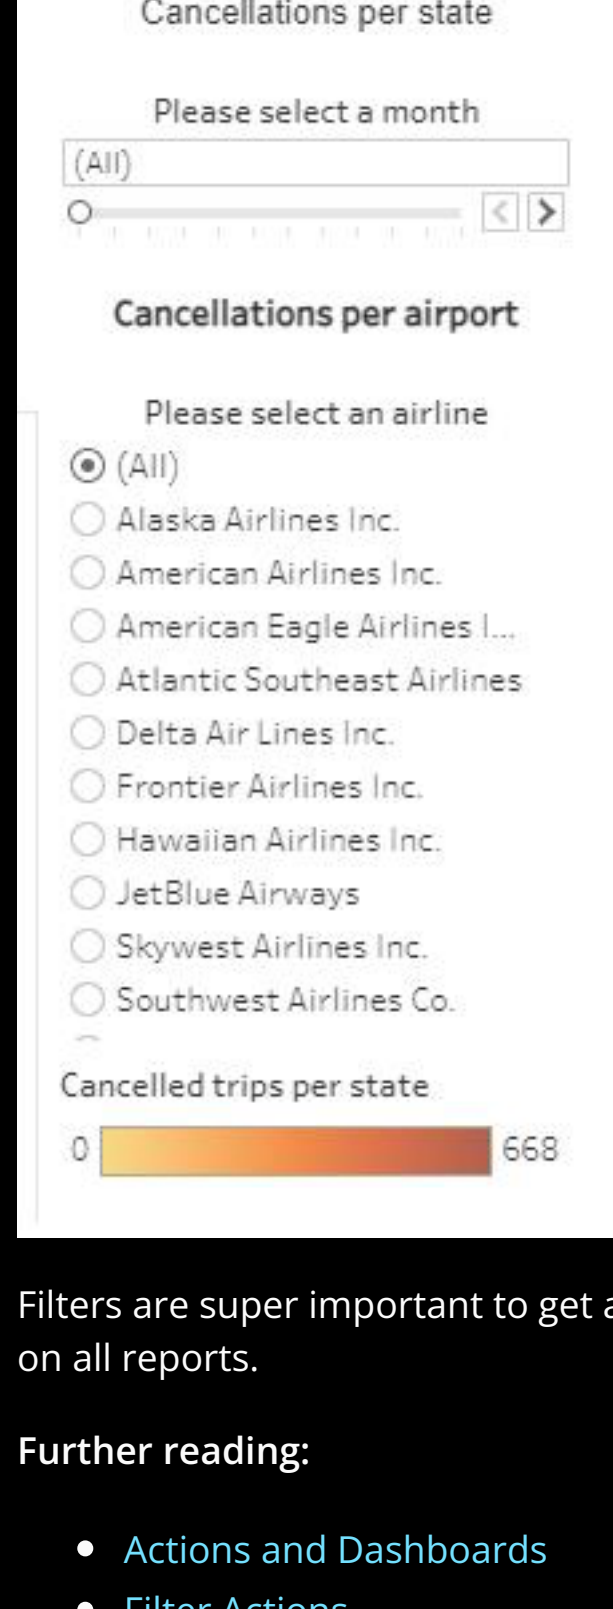 Cancellations per state
Please select a month
(All)
Cancellations per airport
Please select an airline
(All)
Alaska Airlines Inc.
American Airlines Inc.
American Eagle Airlines I...
Atlantic Southeast Airlines
Delta Air Lines Inc.
Frontier Airlines Inc.
Hawaiian Airlines Inc.
JetBlue Airways
Skywest Airlines Inc.
Southwest Airlines Co.
Cancelled trips per state
0 668
Filters are super important to get a
on all reports.
Further reading:
Actions and Dashboards
Filter Actions